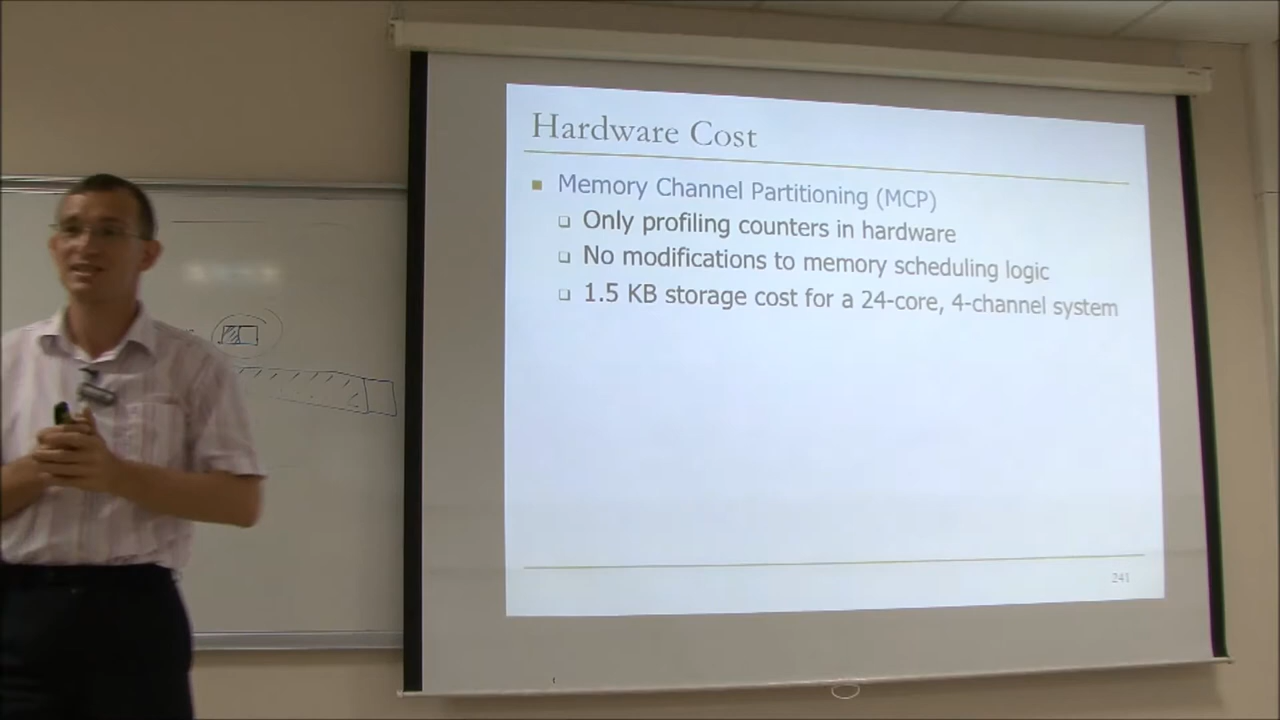 Hardware Cost
Memory Channel Partitioning (MCP)
Only profiling counters in hardware
No modifications to memory scheduling logic
1.5 KB storage cost for a 24-core, 4-channel system
241